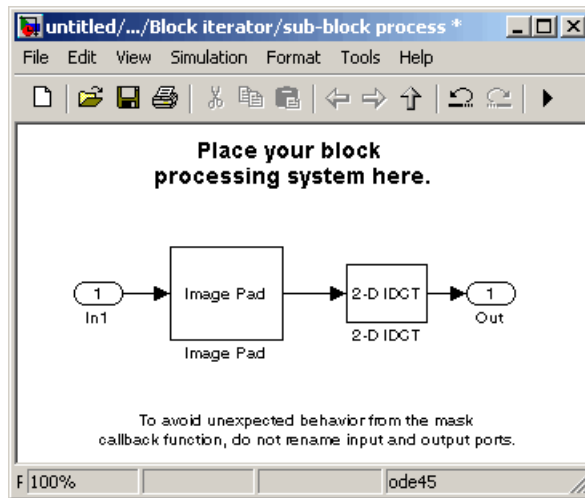 untitled/.../Block iterator/sub-block process *
File Edit View Simulation Format Tools Help
Place your block
processing system here.
1 Image Pad 2-D IDCT 1
In1 Image Pad 2-D IDCT Out
To avoid unexpected behavior from the mask
callback function, do not rename input and output ports.
F 100% ode45